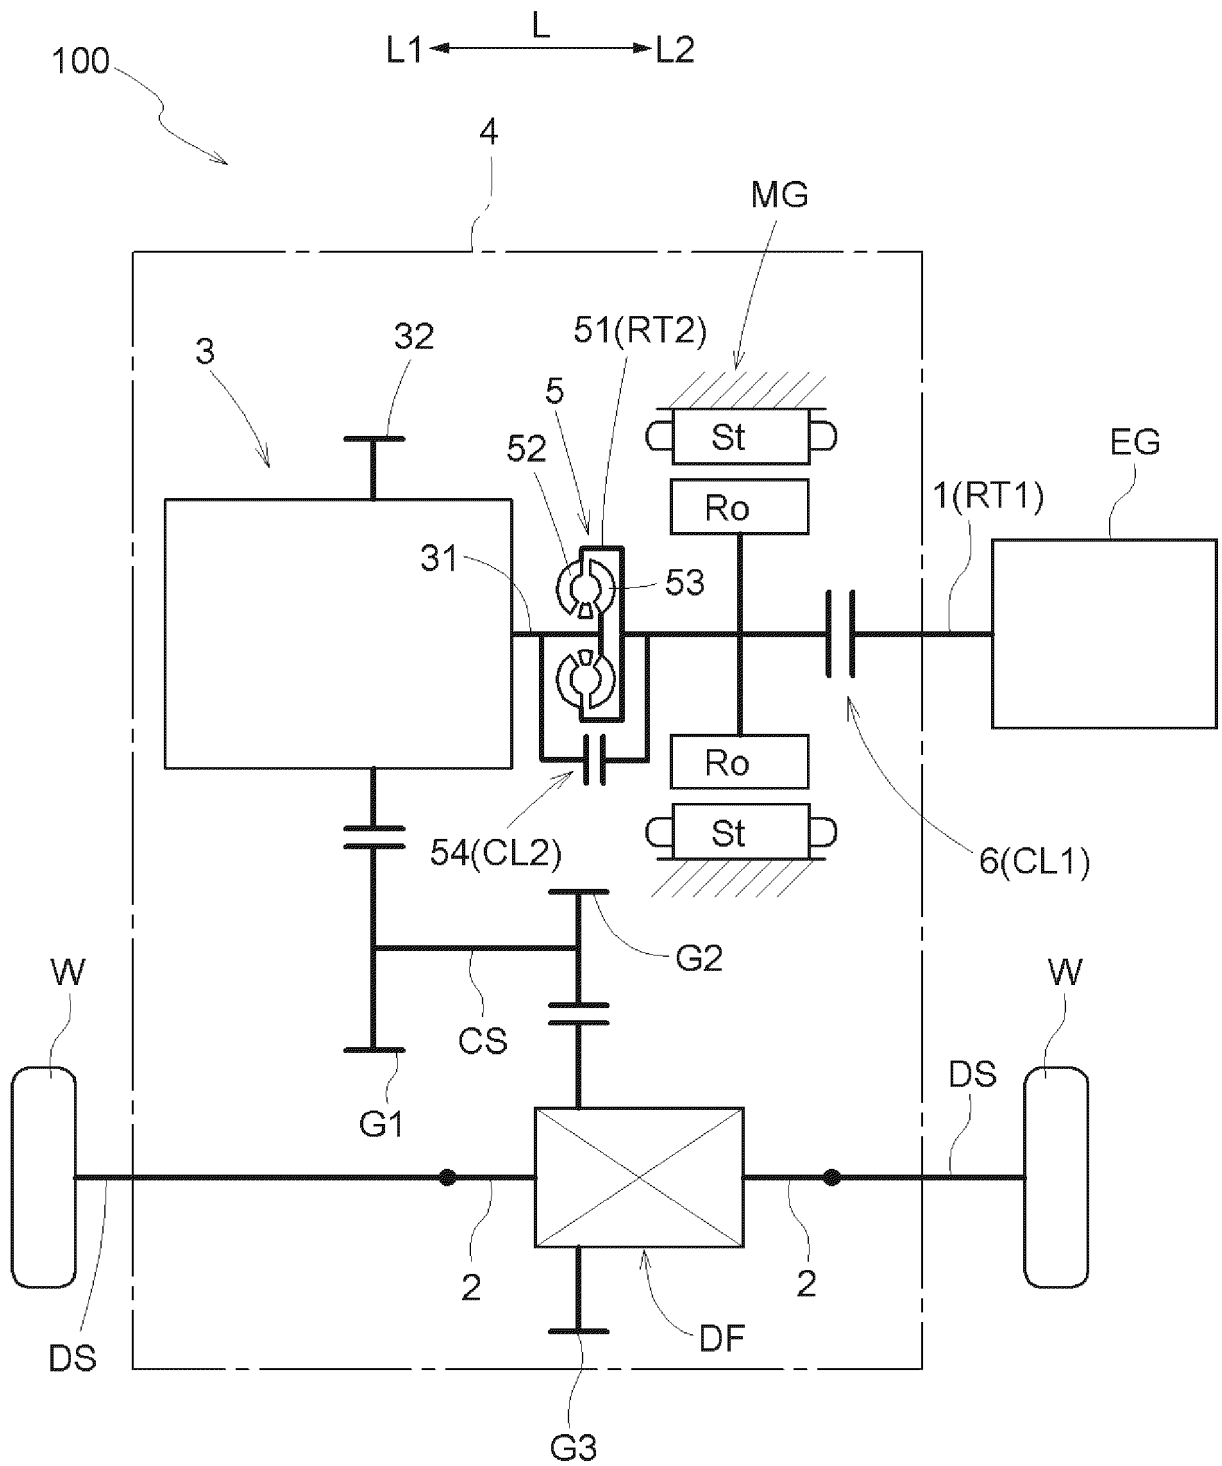 L
L1 L2
100
4
MG
51(RT2)
32
3
5
St
EG
52
1(RT1)
Ro
31
53
Ro
St
54(CL2)
6(CL1)
G2
W
W
CS
DS
G1
2
2
DF
DS
G3